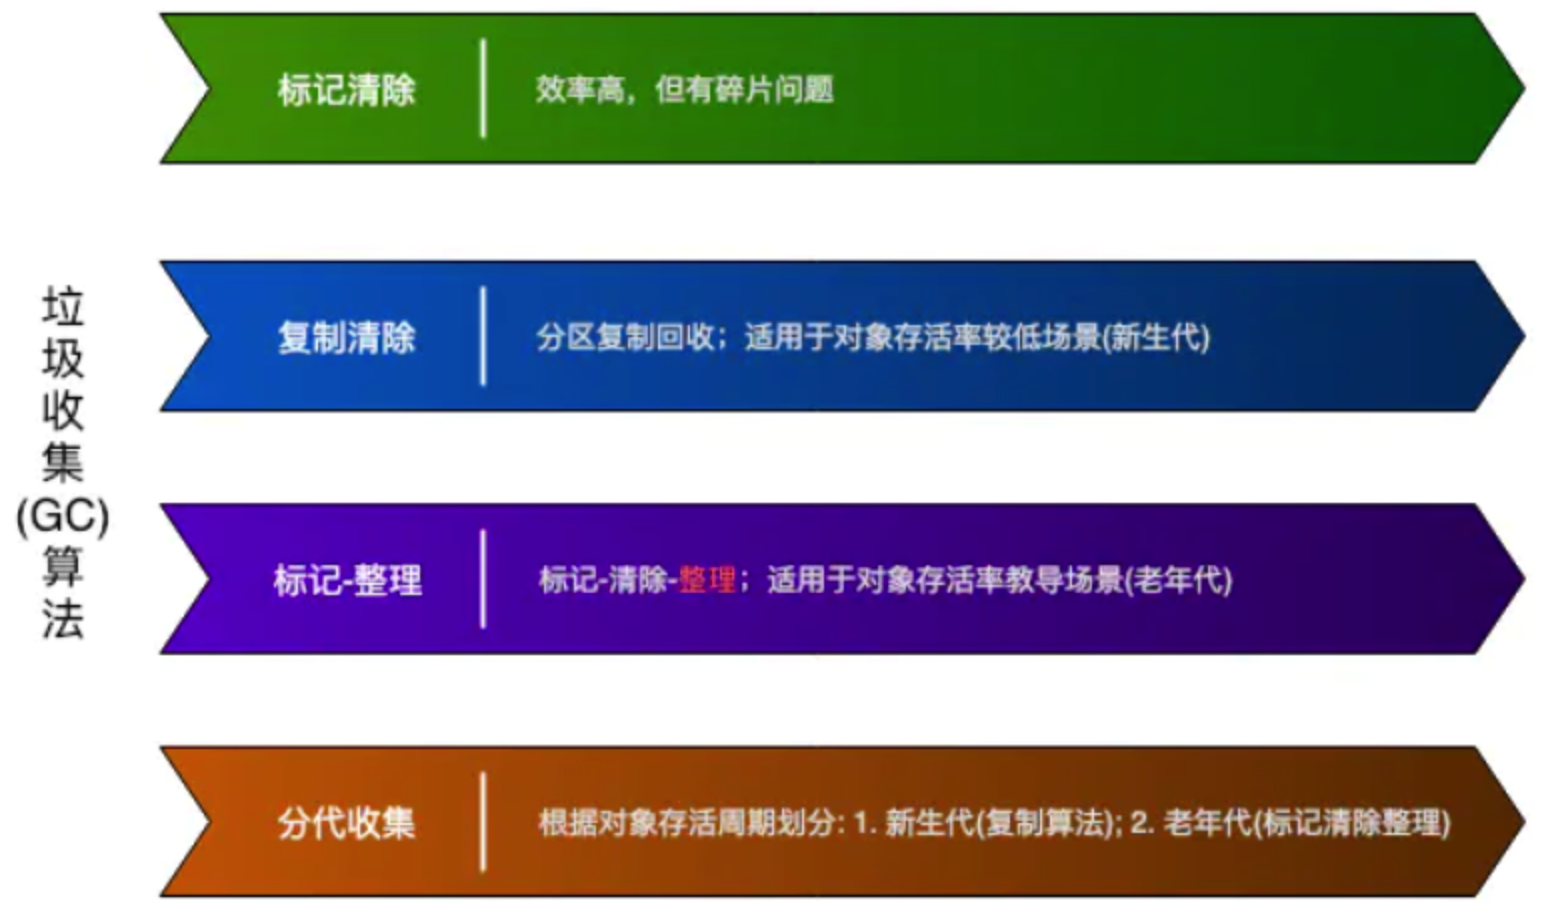 垃圾收集(GC)算法
标记清除
效率高，但有碎片问题
复制清除
分区复制回收；适用于对象存活率较低场景(新生代)
标记-整理
标记-清除-整理；适用于对象存活率教导场景(老年代)
分代收集
根据对象存活周期划分: 1. 新生代(复制算法); 2. 老年代(标记清除整理)